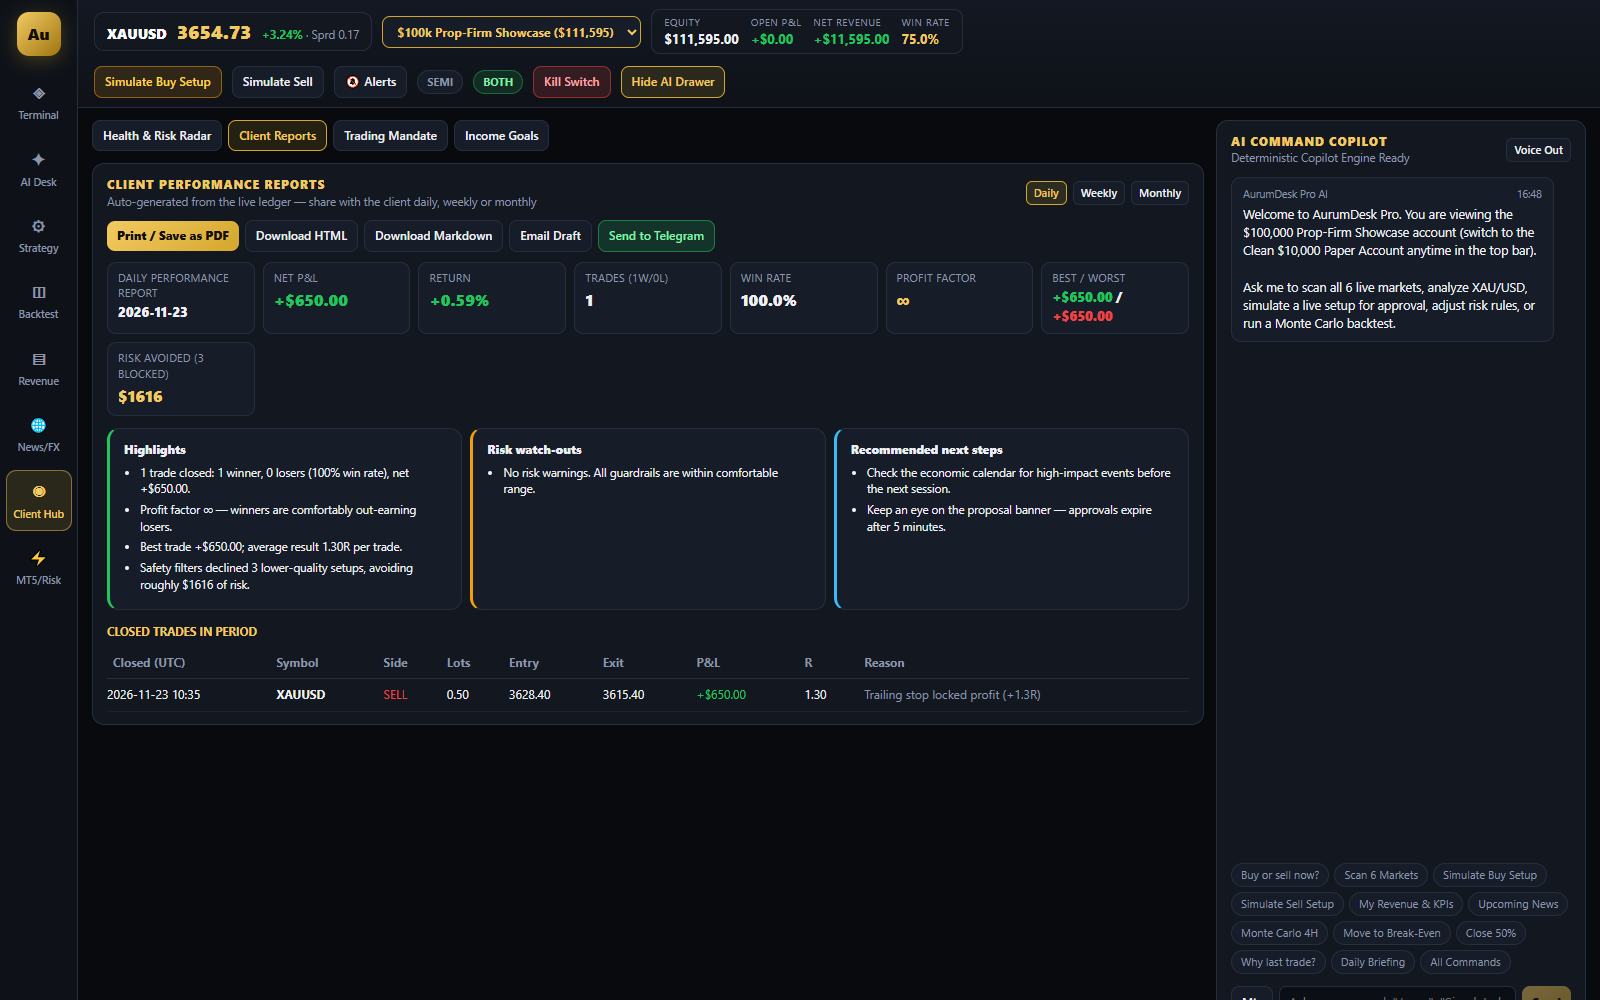 Au
XAUUSD 3654.73 +3.24% · Sprd 0.17
$100k Prop-Firm Showcase ($111,595)
EQUITY OPEN P&L NET REVENUE WIN RATE
$111,595.00 +$0.00 +$11,595.00 75.0%
Simulate Buy Setup Simulate Sell Alerts SEMI BOTH Kill Switch Hide AI Drawer
Terminal
AI Desk
Strategy
Backtest
Revenue
News/FX
Client Hub
MT5/Risk
Health & Risk Radar Client Reports Trading Mandate Income Goals
CLIENT PERFORMANCE REPORTS
Auto-generated from the live ledger — share with the client daily, weekly or monthly
Daily Weekly Monthly
Print / Save as PDF Download HTML Download Markdown Email Draft Send to Telegram
DAILY PERFORMANCE
REPORT
2026-11-23
NET P&L
+$650.00
RETURN
+0.59%
TRADES (1W/0L)
1
WIN RATE
100.0%
PROFIT FACTOR
∞
BEST / WORST
+$650.00 /
+$650.00
RISK AVOIDED (3
BLOCKED)
$1616
Highlights
• 1 trade closed: 1 winner, 0 losers (100% win rate), net
+$650.00.
• Profit factor ∞ — winners are comfortably out-earning
losers.
• Best trade +$650.00; average result 1.30R per trade.
• Safety filters declined 3 lower-quality setups, avoiding
roughly $1616 of risk.
Risk watch-outs
• No risk warnings. All guardrails are within comfortable
range.
Recommended next steps
• Check the economic calendar for high-impact events before
the next session.
• Keep an eye on the proposal banner — approvals expire
after 5 minutes.
CLOSED TRADES IN PERIOD
Closed (UTC) Symbol Side Lots Entry Exit P&L R Reason
2026-11-23 10:35 XAUUSD SELL 0.50 3628.40 3615.40 +$650.00 1.30 Trailing stop locked profit (+1.3R)
AI COMMAND COPILOT
Deterministic Copilot Engine Ready
Voice Out
AurumDesk Pro AI 16:48
Welcome to AurumDesk Pro. You are viewing the
$100,000 Prop-Firm Showcase account (switch to the
Clean $10,000 Paper Account anytime in the top bar).
Ask me to scan all 6 live markets, analyze XAU/USD,
simulate a live setup for approval, adjust risk rules, or
run a Monte Carlo backtest.
Buy or sell now? Scan 6 Markets Simulate Buy Setup
Simulate Sell Setup My Revenue & KPIs Upcoming News
Monte Carlo 4H Move to Break-Even Close 50%
Why last trade? Daily Briefing All Commands